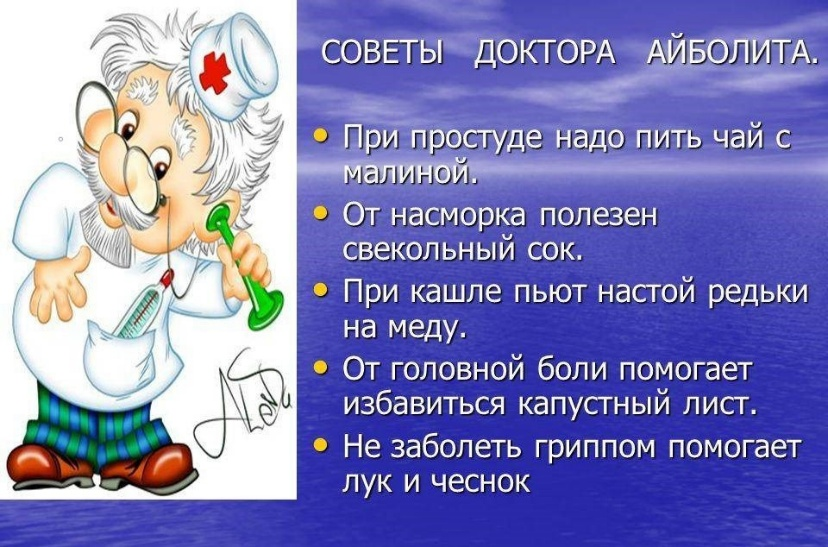 СОВЕТЫ ДОКТОРА АЙБОЛИТА.
• При простуде надо пить чай с
малиной.
• От насморка полезен
свекольный сок.
• При кашле пьют настой редьки
на меду.
• От головной боли помогает
избавиться капустный лист.
• Не заболеть гриппом помогает
лук и чеснок